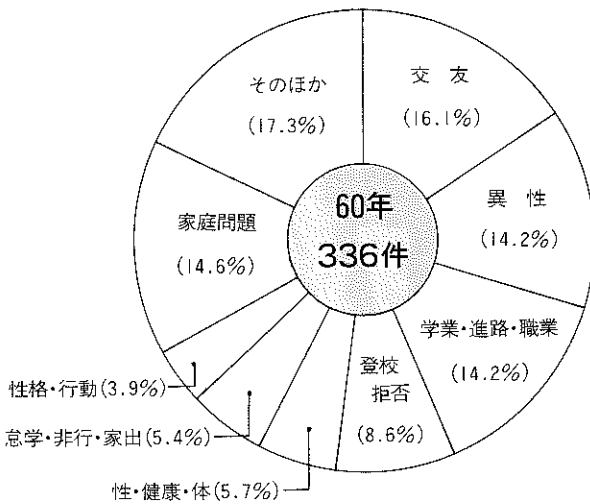 交友
(16.1%)
異性
(14.2%)
学業・進路・職業
(14.2%)
登校
拒否
(8.6%)
性・健康・体(5.7%)
怠学・非行・家出(5.4%)
性格・行動(3.9%)
家庭問題
(14.6%)
そのほか
(17.3%)
60年
336件